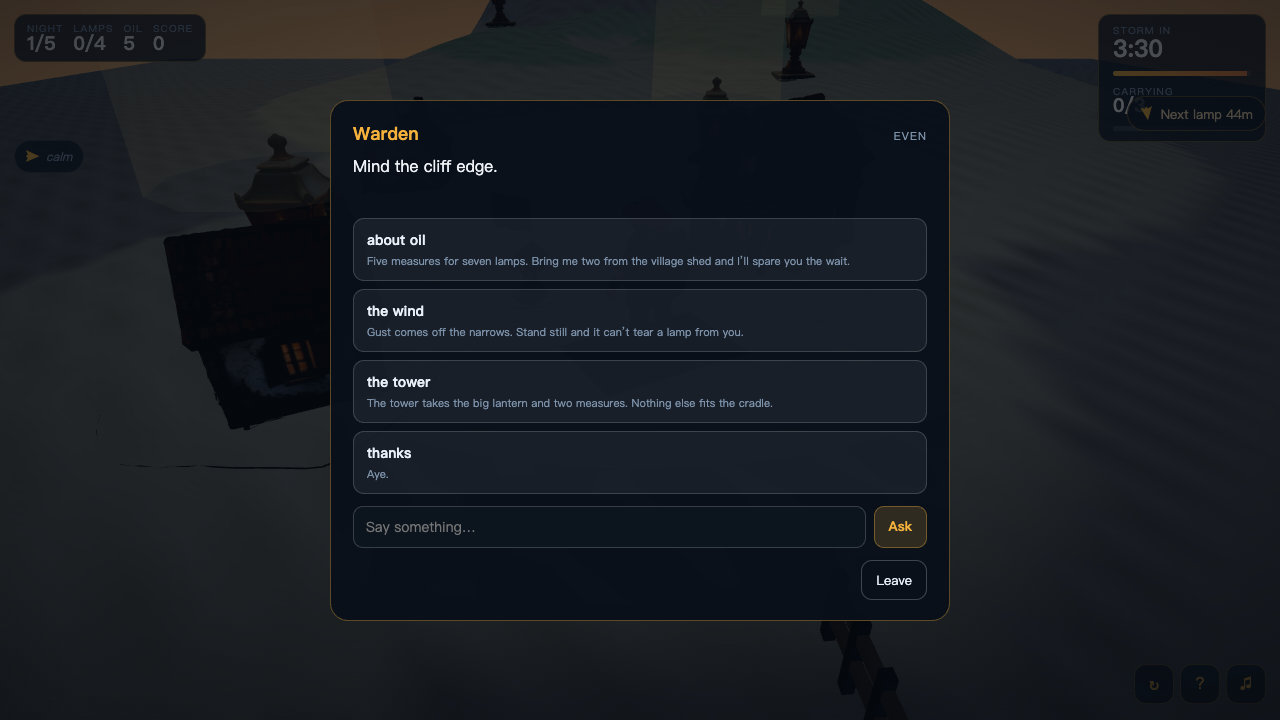 NIGHT LAMPS OIL SCORE
1/5 0/4 5 0
STORM IN
3:30
CARRYING
0/
Next lamp 44m
calm
Warden
EVEN
Mind the cliff edge.
about oil
Five measures for seven lamps. Bring me two from the village shed and I'll spare you the wait.
the wind
Gust comes off the narrows. Stand still and it can't tear a lamp from you.
the tower
The tower takes the big lantern and two measures. Nothing else fits the cradle.
thanks
Aye.
Say something...
Ask
Leave
?